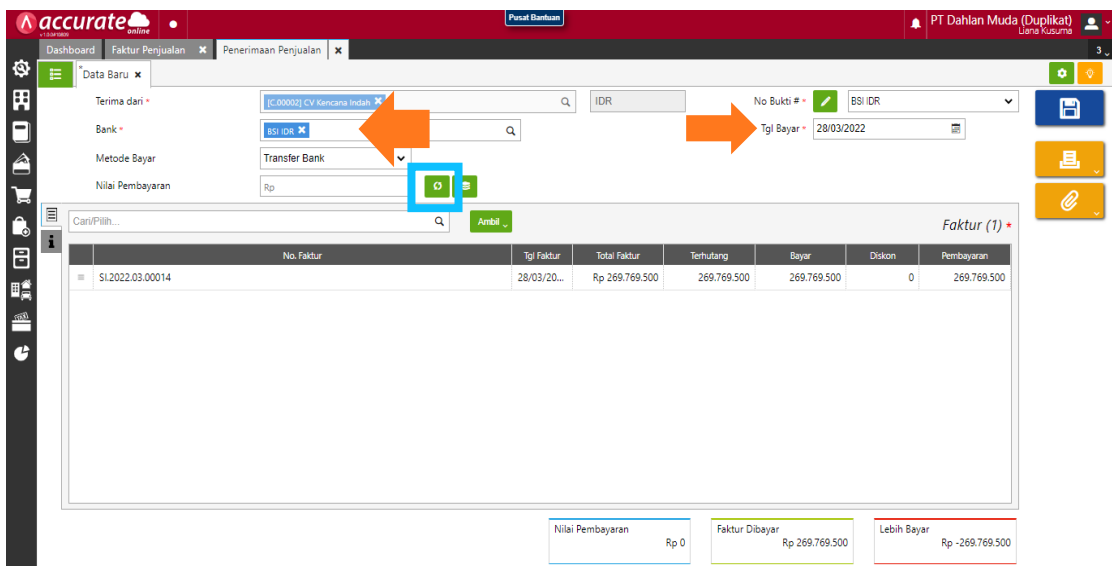 accurate online
v1.0.0415809
Pusat Bantuan
PT Dahlan Muda (Duplikat)
Liana Kusuma
Dashboard Faktur Penjualan Penerimaan Penjualan 3
*Data Baru
Terima dari * [C.00002] CV Kencana Indah IDR No Bukti # * BSI IDR
Bank * BSI IDR Tgl Bayar * 28/03/2022
Metode Bayar Transfer Bank
Nilai Pembayaran Rp
Cari/Pilih... Ambil Faktur (1) *
No. Faktur Tgl Faktur Total Faktur Terhutang Bayar Diskon Pembayaran
SI.2022.03.00014 28/03/20... Rp 269.769.500 269.769.500 269.769.500 0 269.769.500
Nilai Pembayaran Faktur Dibayar Lebih Bayar
Rp 0 Rp 269.769.500 Rp -269.769.500